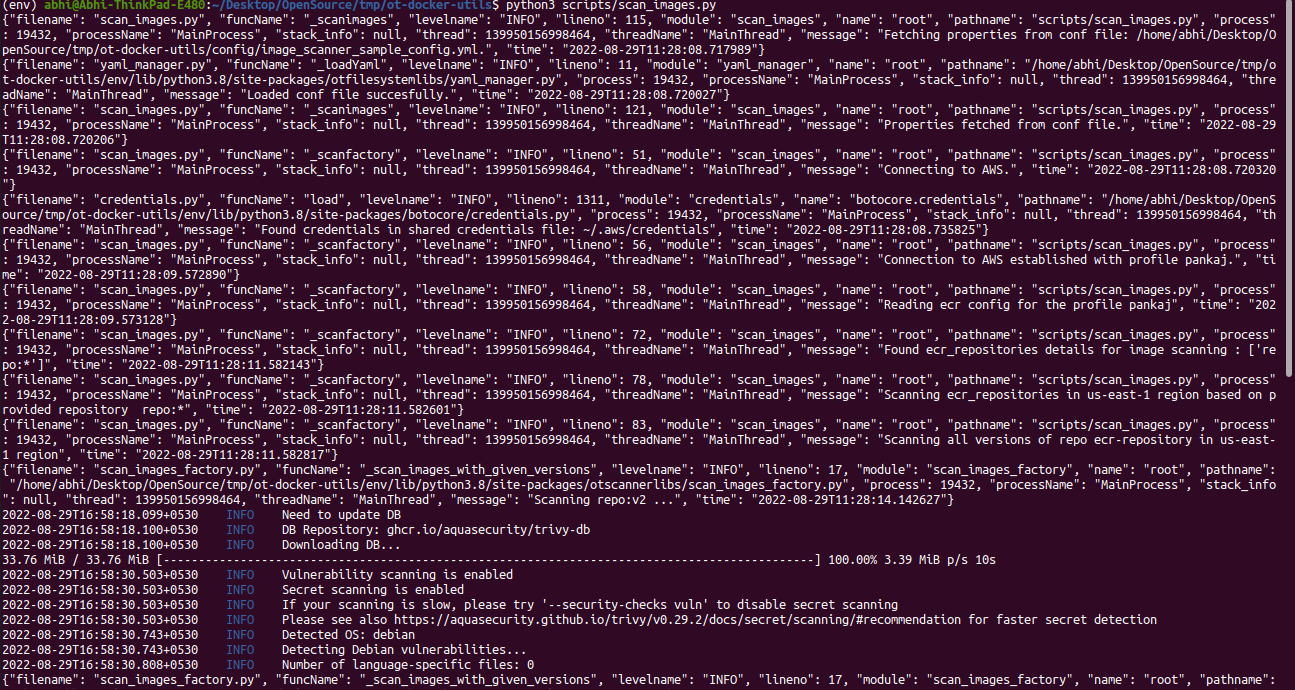 (env) abhi@Abhi-ThinkPad-E480:~/Desktop/OpenSource/tmp/ot-docker-utils$ python3 scripts/scan_images.py
{"filename": "scan_images.py", "funcName": "_scanimages", "levelname": "INFO", "lineno": 115, "module": "scan_images", "name": "root", "pathname": "scripts/scan_images.py", "process"
: 19432, "processName": "MainProcess", "stack_info": null, "thread": 139950156998464, "threadName": "MainThread", "message": "Fetching properties from conf file: /home/abhi/Desktop/O
penSource/tmp/ot-docker-utils/config/image_scanner_sample_config.yml.", "time": "2022-08-29T11:28:08.717989"}
{"filename": "yaml_manager.py", "funcName": "_loadYaml", "levelname": "INFO", "lineno": 11, "module": "yaml_manager", "name": "root", "pathname": "/home/abhi/Desktop/OpenSource/tmp/o
t-docker-utils/env/lib/python3.8/site-packages/otfilesystemlibs/yaml_manager.py", "process": 19432, "processName": "MainProcess", "stack_info": null, "thread": 139950156998464, "thre
adName": "MainThread", "message": "Loaded conf file succesfully.", "time": "2022-08-29T11:28:08.720027"}
{"filename": "scan_images.py", "funcName": "_scanimages", "levelname": "INFO", "lineno": 121, "module": "scan_images", "name": "root", "pathname": "scripts/scan_images.py", "process"
: 19432, "processName": "MainProcess", "stack_info": null, "thread": 139950156998464, "threadName": "MainThread", "message": "Properties fetched from conf file.", "time": "2022-08-29
T11:28:08.720206"}
{"filename": "scan_images.py", "funcName": "_scanfactory", "levelname": "INFO", "lineno": 51, "module": "scan_images", "name": "root", "pathname": "scripts/scan_images.py", "process"
: 19432, "processName": "MainProcess", "stack_info": null, "thread": 139950156998464, "threadName": "MainThread", "message": "Connecting to AWS.", "time": "2022-08-29T11:28:08.720320
"}
{"filename": "credentials.py", "funcName": "load", "levelname": "INFO", "lineno": 1311, "module": "credentials", "name": "botocore.credentials", "pathname": "/home/abhi/Desktop/OpenS
ource/tmp/ot-docker-utils/env/lib/python3.8/site-packages/botocore/credentials.py", "process": 19432, "processName": "MainProcess", "stack_info": null, "thread": 139950156998464, "th
readName": "MainThread", "message": "Found credentials in shared credentials file: ~/.aws/credentials", "time": "2022-08-29T11:28:08.735825"}
{"filename": "scan_images.py", "funcName": "_scanfactory", "levelname": "INFO", "lineno": 56, "module": "scan_images", "name": "root", "pathname": "scripts/scan_images.py", "process"
: 19432, "processName": "MainProcess", "stack_info": null, "thread": 139950156998464, "threadName": "MainThread", "message": "Connection to AWS established with profile pankaj.", "ti
me": "2022-08-29T11:28:09.572890"}
{"filename": "scan_images.py", "funcName": "_scanfactory", "levelname": "INFO", "lineno": 58, "module": "scan_images", "name": "root", "pathname": "scripts/scan_images.py", "process"
: 19432, "processName": "MainProcess", "stack_info": null, "thread": 139950156998464, "threadName": "MainThread", "message": "Reading ecr config for the profile pankaj", "time": "202
2-08-29T11:28:09.573128"}
{"filename": "scan_images.py", "funcName": "_scanfactory", "levelname": "INFO", "lineno": 72, "module": "scan_images", "name": "root", "pathname": "scripts/scan_images.py", "process"
: 19432, "processName": "MainProcess", "stack_info": null, "thread": 139950156998464, "threadName": "MainThread", "message": "Found ecr_repositories details for image scanning : ['re
po:*']", "time": "2022-08-29T11:28:11.582143"}
{"filename": "scan_images.py", "funcName": "_scanfactory", "levelname": "INFO", "lineno": 78, "module": "scan_images", "name": "root", "pathname": "scripts/scan_images.py", "process"
: 19432, "processName": "MainProcess", "stack_info": null, "thread": 139950156998464, "threadName": "MainThread", "message": "Scanning ecr_repositories in us-east-1 region based on p
rovided repository  repo:*", "time": "2022-08-29T11:28:11.582601"}
{"filename": "scan_images.py", "funcName": "_scanfactory", "levelname": "INFO", "lineno": 83, "module": "scan_images", "name": "root", "pathname": "scripts/scan_images.py", "process"
: 19432, "processName": "MainProcess", "stack_info": null, "thread": 139950156998464, "threadName": "MainThread", "message": "Scanning all versions of repo ecr-repository in us-east-
1 region", "time": "2022-08-29T11:28:11.582817"}
{"filename": "scan_images_factory.py", "funcName": "_scan_images_with_given_versions", "levelname": "INFO", "lineno": 17, "module": "scan_images_factory", "name": "root", "pathname":
"/home/abhi/Desktop/OpenSource/tmp/ot-docker-utils/env/lib/python3.8/site-packages/otscannerlibs/scan_images_factory.py", "process": 19432, "processName": "MainProcess", "stack_info
": null, "thread": 139950156998464, "threadName": "MainThread", "message": "Scanning repo:v2 ...", "time": "2022-08-29T11:28:14.142627"}
2022-08-29T16:58:18.099+0530 INFO Need to update DB
2022-08-29T16:58:18.100+0530 INFO DB Repository: ghcr.io/aquasecurity/trivy-db
2022-08-29T16:58:18.100+0530 INFO Downloading DB...
33.76 MiB / 33.76 MiB [---------------------------------------------------------------------------------------------] 100.00% 3.39 MiB p/s 10s
2022-08-29T16:58:30.503+0530 INFO Vulnerability scanning is enabled
2022-08-29T16:58:30.503+0530 INFO Secret scanning is enabled
2022-08-29T16:58:30.503+0530 INFO If your scanning is slow, please try '--security-checks vuln' to disable secret scanning
2022-08-29T16:58:30.503+0530 INFO Please see also https://aquasecurity.github.io/trivy/v0.29.2/docs/secret/scanning/#recommendation for faster secret detection
2022-08-29T16:58:30.743+0530 INFO Detected OS: debian
2022-08-29T16:58:30.743+0530 INFO Detecting Debian vulnerabilities...
2022-08-29T16:58:30.808+0530 INFO Number of language-specific files: 0
{"filename": "scan_images_factory.py", "funcName": "_scan_images_with_given_versions", "levelname": "INFO", "lineno": 17, "module": "scan_images_factory", "name": "root", "pathname":